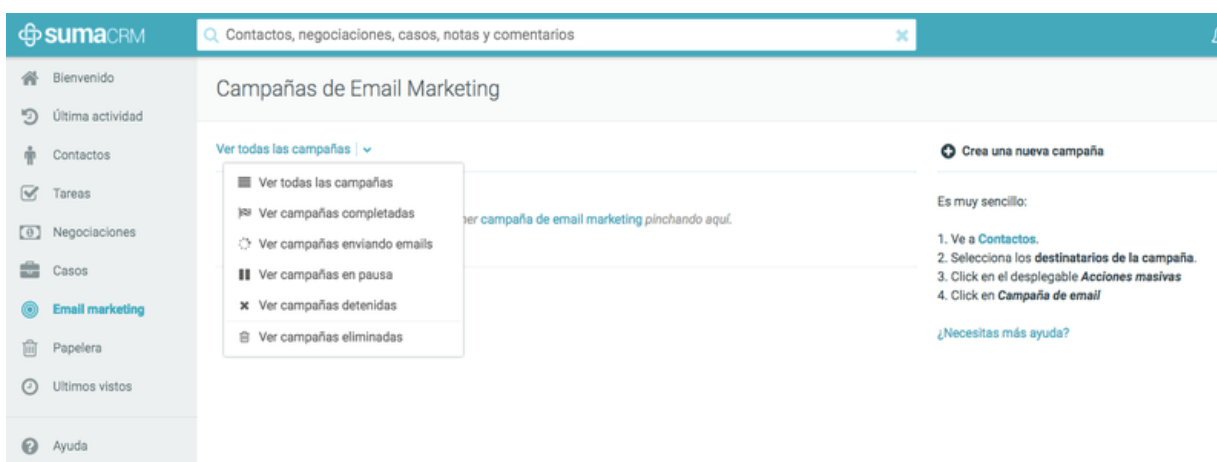 sumaCRM
Contactos, negociaciones, casos, notas y comentarios
Bienvenido
Última actividad
Contactos
Tareas
Negociaciones
Casos
Email marketing
Papelera
Ultimos vistos
Ayuda
Campañas de Email Marketing
Ver todas las campañas
Ver todas las campañas
Ver campañas completadas
Ver campañas enviando emails
Ver campañas en pausa
Ver campañas detenidas
Ver campañas eliminadas
campaña de email marketing pinchando aquí.
Crea una nueva campaña
Es muy sencillo:
1. Ve a Contactos.
2. Selecciona los destinatarios de la campaña.
3. Click en el desplegable Acciones masivas
4. Click en Campaña de email
¿Necesitas más ayuda?